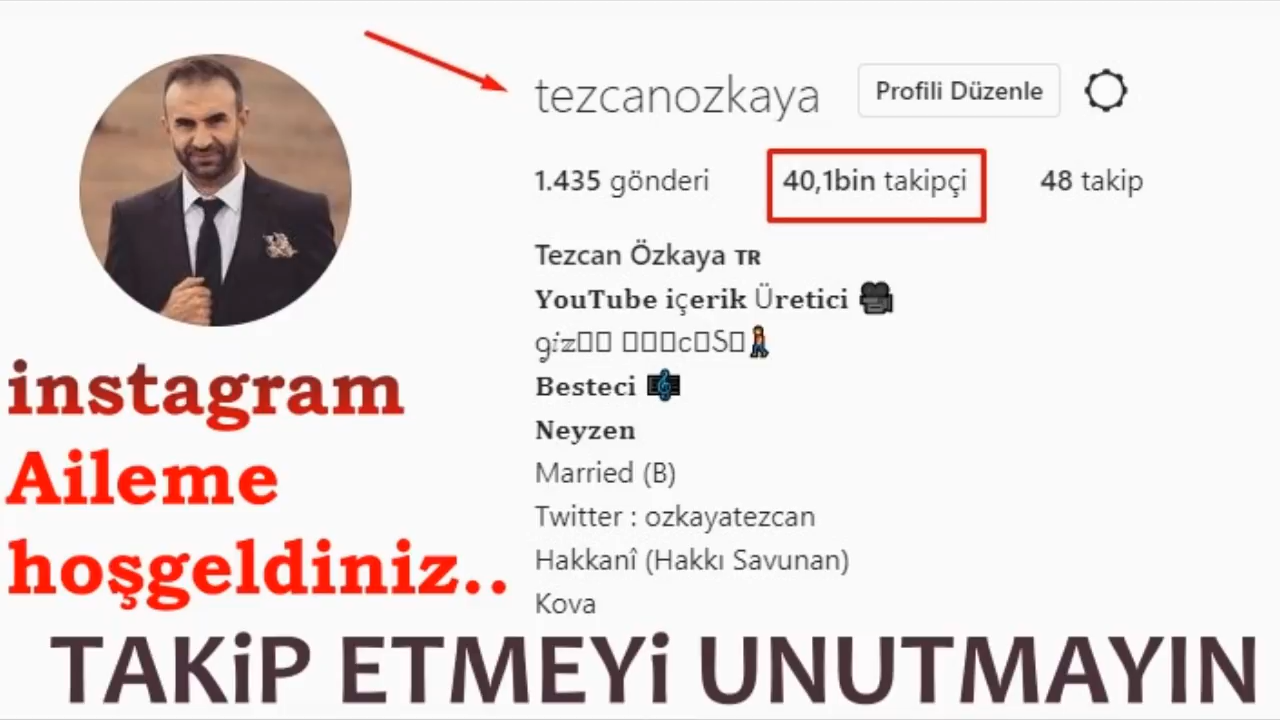 tezcanozkaya Profili Düzenle
1.435 gönderi 40,1bin takipçi 48 takip
Tezcan Özkaya TR
YouTube içerik Üretici
Besteci
Neyzen
Married (B)
Twitter : ozkayatezcan
Hakkanî (Hakkı Savunan)
Kova
instagram
Aileme
hoşgeldiniz..
TAKiP ETMEYi UNUTMAYIN